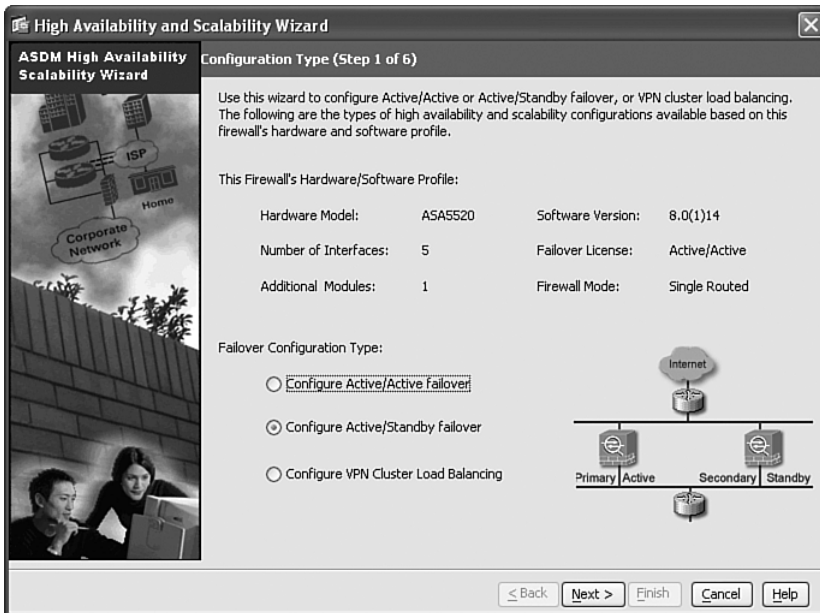 High Availability and Scalability Wizard
ASDM High Availability
Scalability Wizard
Configuration Type (Step 1 of 6)
Use this wizard to configure Active/Active or Active/Standby failover, or VPN cluster load balancing.
The following are the types of high availability and scalability configurations available based on this
firewall's hardware and software profile.
ISP
Home
Corporate
Network
This Firewall's Hardware/Software Profile:
Hardware Model: ASA5520 Software Version: 8.0(1)14
Number of Interfaces: 5 Failover License: Active/Active
Additional Modules: 1 Firewall Mode: Single Routed
Failover Configuration Type:
Configure Active/Active failover
Configure Active/Standby failover
Configure VPN Cluster Load Balancing
Internet
Primary Active Secondary Standby
< Back Next > Finish Cancel Help